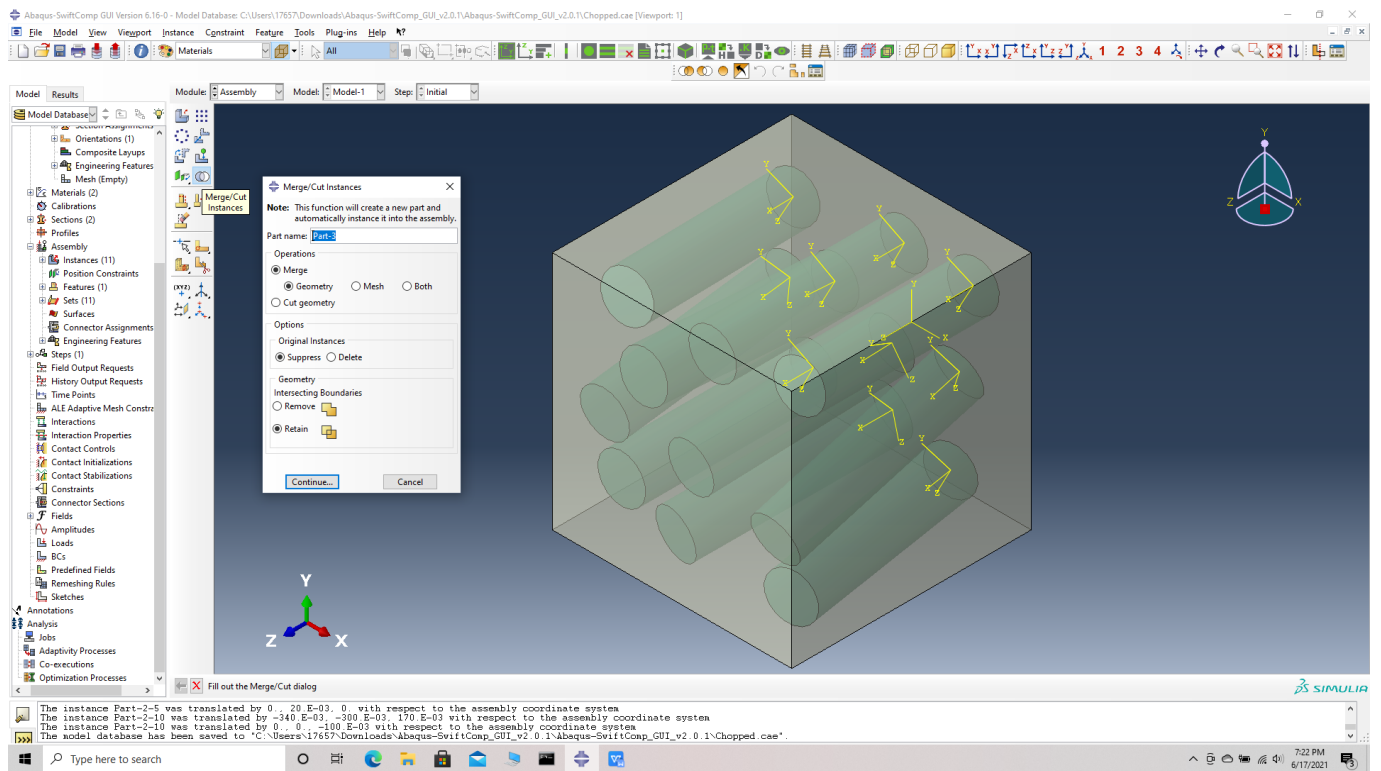 Abaqus-SwiftComp GUI Version 6.16-0 - Model Database: C:\Users\17657\Downloads\Abaqus-SwiftComp_GUI_v2.0.1\Abaqus-SwiftComp_GUI_v2.0.1\Chopped.cae [Viewport: 1]
File Model View Viewport Instance Constraint Feature Tools Plug-ins Help
Materials All 1 2 3 4
Model Results
Module: Assembly Model: Model-1 Step: Initial
Model Database
Section Assignments
Orientations (1)
Composite Layups
Engineering Features
Mesh (Empty)
Materials (2)
Calibrations
Sections (2)
Profiles
Assembly
Instances (11)
Position Constraints
Features (1)
Sets (11)
Surfaces
Connector Assignments
Engineering Features
Steps (1)
Field Output Requests
History Output Requests
Time Points
ALE Adaptive Mesh Constra
Interactions
Interaction Properties
Contact Controls
Contact Initializations
Contact Stabilizations
Constraints
Connector Sections
Fields
Amplitudes
Loads
BCs
Predefined Fields
Remeshing Rules
Sketches
Annotations
Analysis
Jobs
Adaptivity Processes
Co-executions
Optimization Processes
Merge/Cut
Instances
(XYZ)
Merge/Cut Instances
Note: This function will create a new part and
automatically instance it into the assembly.
Part name: Part-3
Operations
Merge
Geometry Mesh Both
Cut geometry
Options
Original Instances
Suppress Delete
Geometry
Intersecting Boundaries
Remove
Retain
Continue... Cancel
Y
Z X
Y
Z X
Fill out the Merge/Cut dialog
SIMULIA
The instance Part-2-5 was translated by 0., 20.E-03, 0. with respect to the assembly coordinate system
The instance Part-2-10 was translated by -340.E-03, -300.E-03, 170.E-03 with respect to the assembly coordinate system
The instance Part-2-10 was translated by 0., 0., -100.E-03 with respect to the assembly coordinate system
The model database has been saved to "C:\Users\17657\Downloads\Abaqus-SwiftComp_GUI_v2.0.1\Abaqus-SwiftComp_GUI_v2.0.1\Chopped.cae".
Type here to search
7:22 PM
6/17/2021